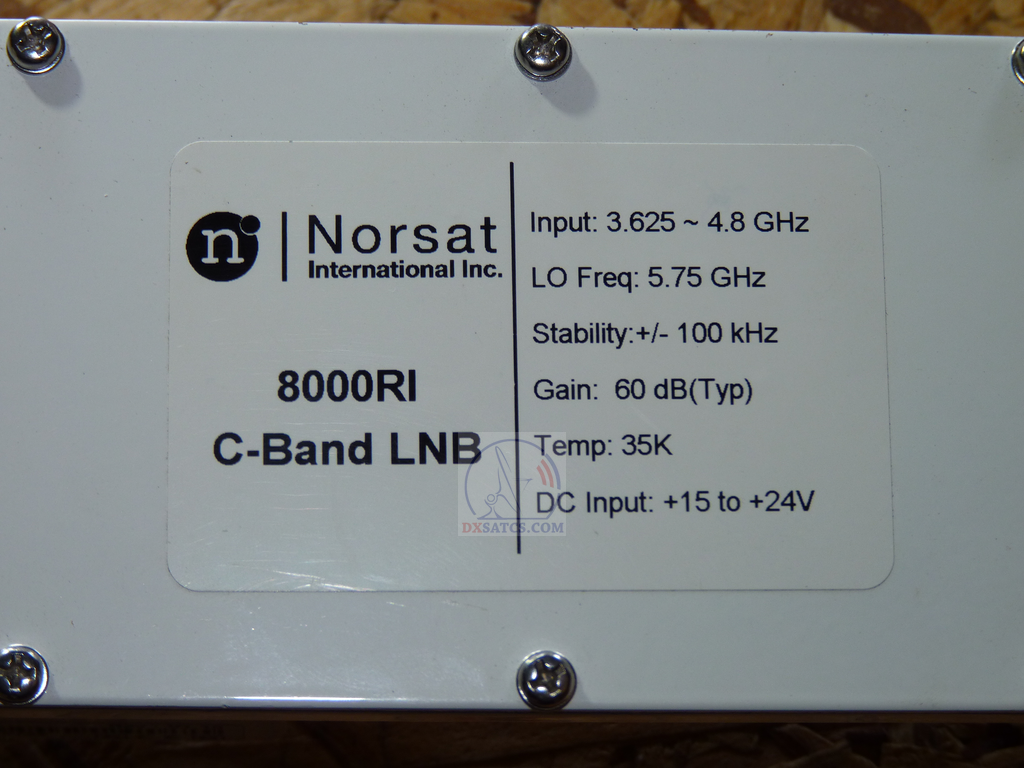 n
Norsat
International Inc.
8000RI
C-Band LNB
Input: 3.625 ~ 4.8 GHz
LO Freq: 5.75 GHz
Stability:+/- 100 kHz
Gain: 60 dB(Typ)
Temp: 35K
DC Input: +15 to +24V
DXSATCS.COM